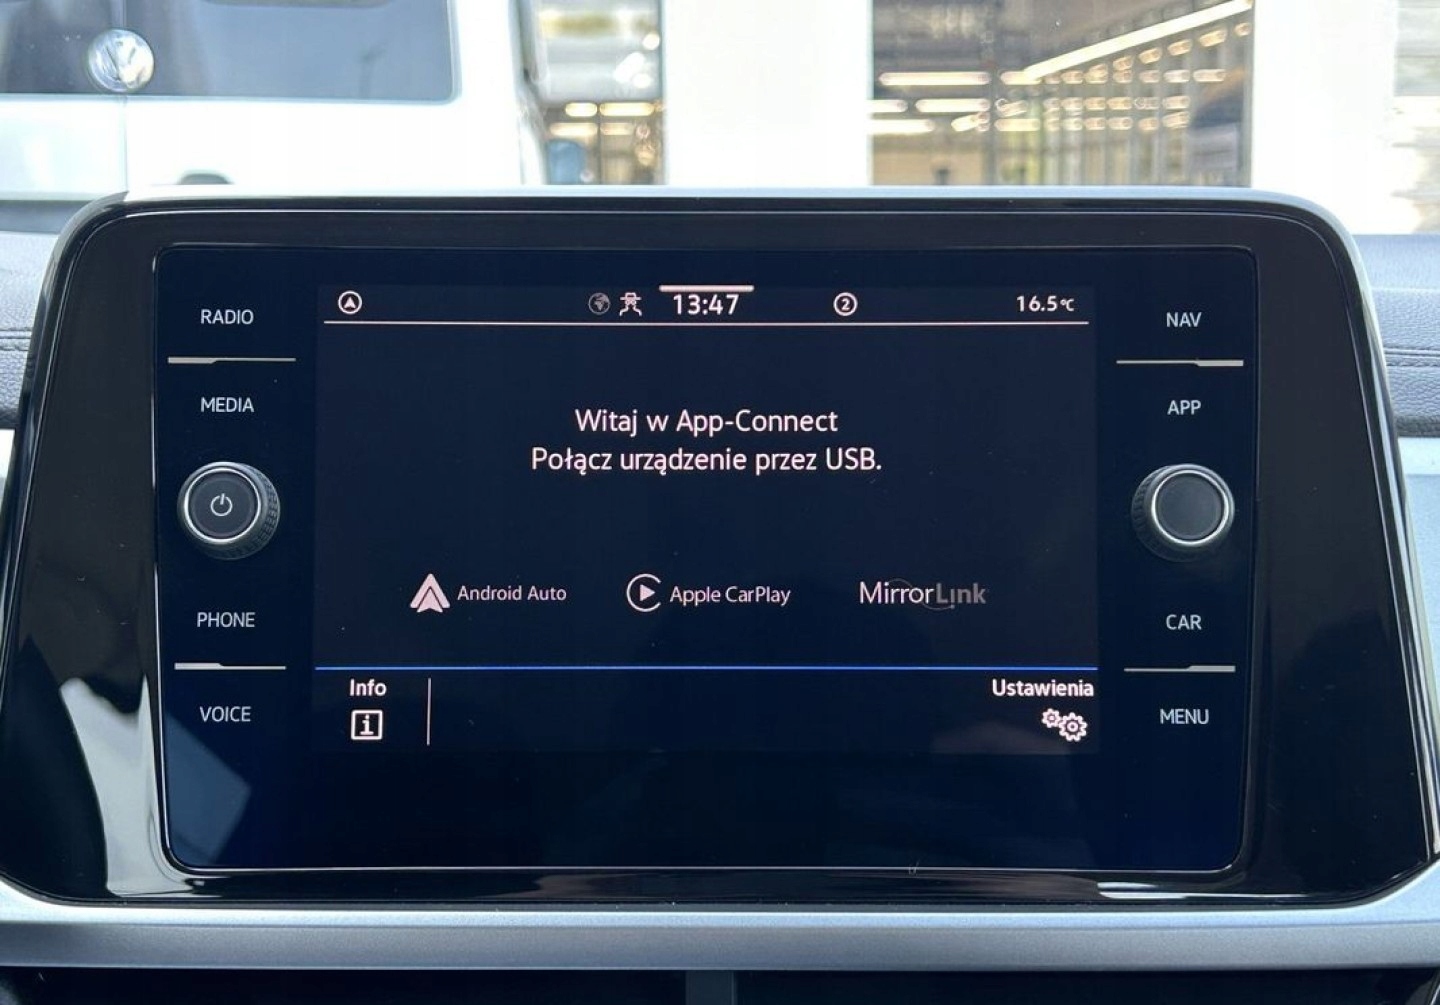 RADIO
MEDIA
PHONE
VOICE
13:47
2
16.5°C
Witaj w App-Connect
Połącz urządzenie przez USB.
Android Auto
Apple CarPlay
MirrorLink
Info
i
Ustawienia
NAV
APP
CAR
MENU